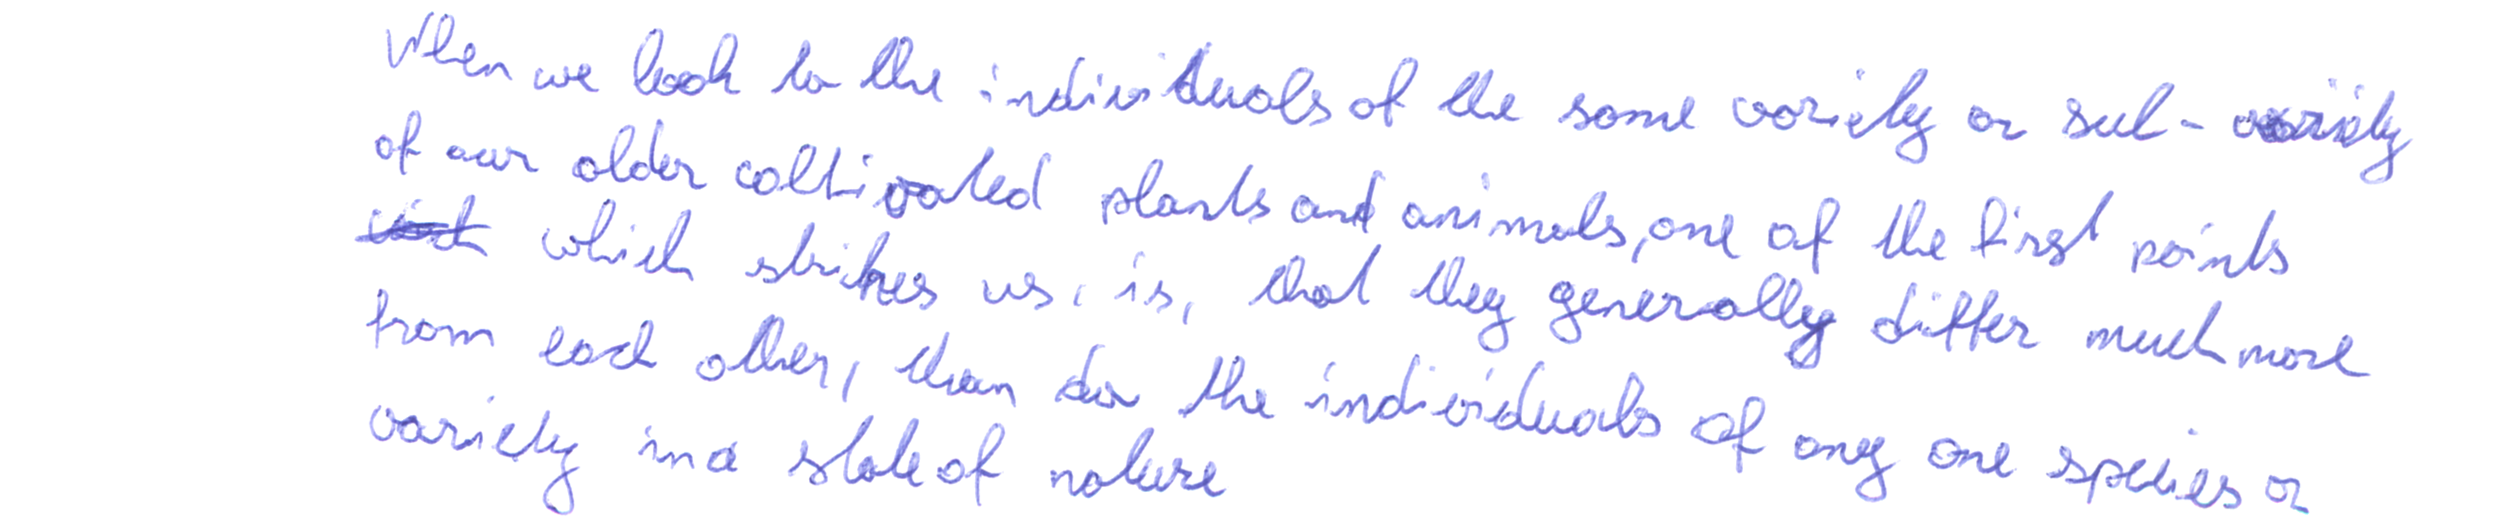 When we look to the individuals of the same variety or sub-variety
of our older cultivated plants and animals, one of the first points
which strikes us, is, that they generally differ much more
from each other, than do the individuals of any one species or
variety in a state of nature